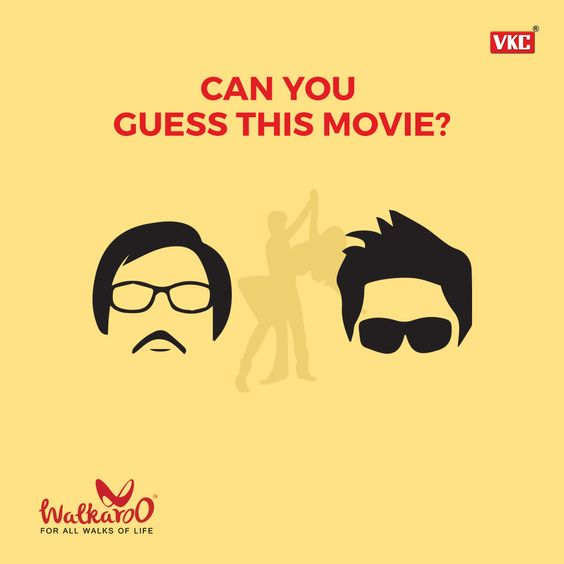 VKC®
CAN YOU
GUESS THIS MOVIE?
WalkaroO
FOR ALL WALKS OF LIFE